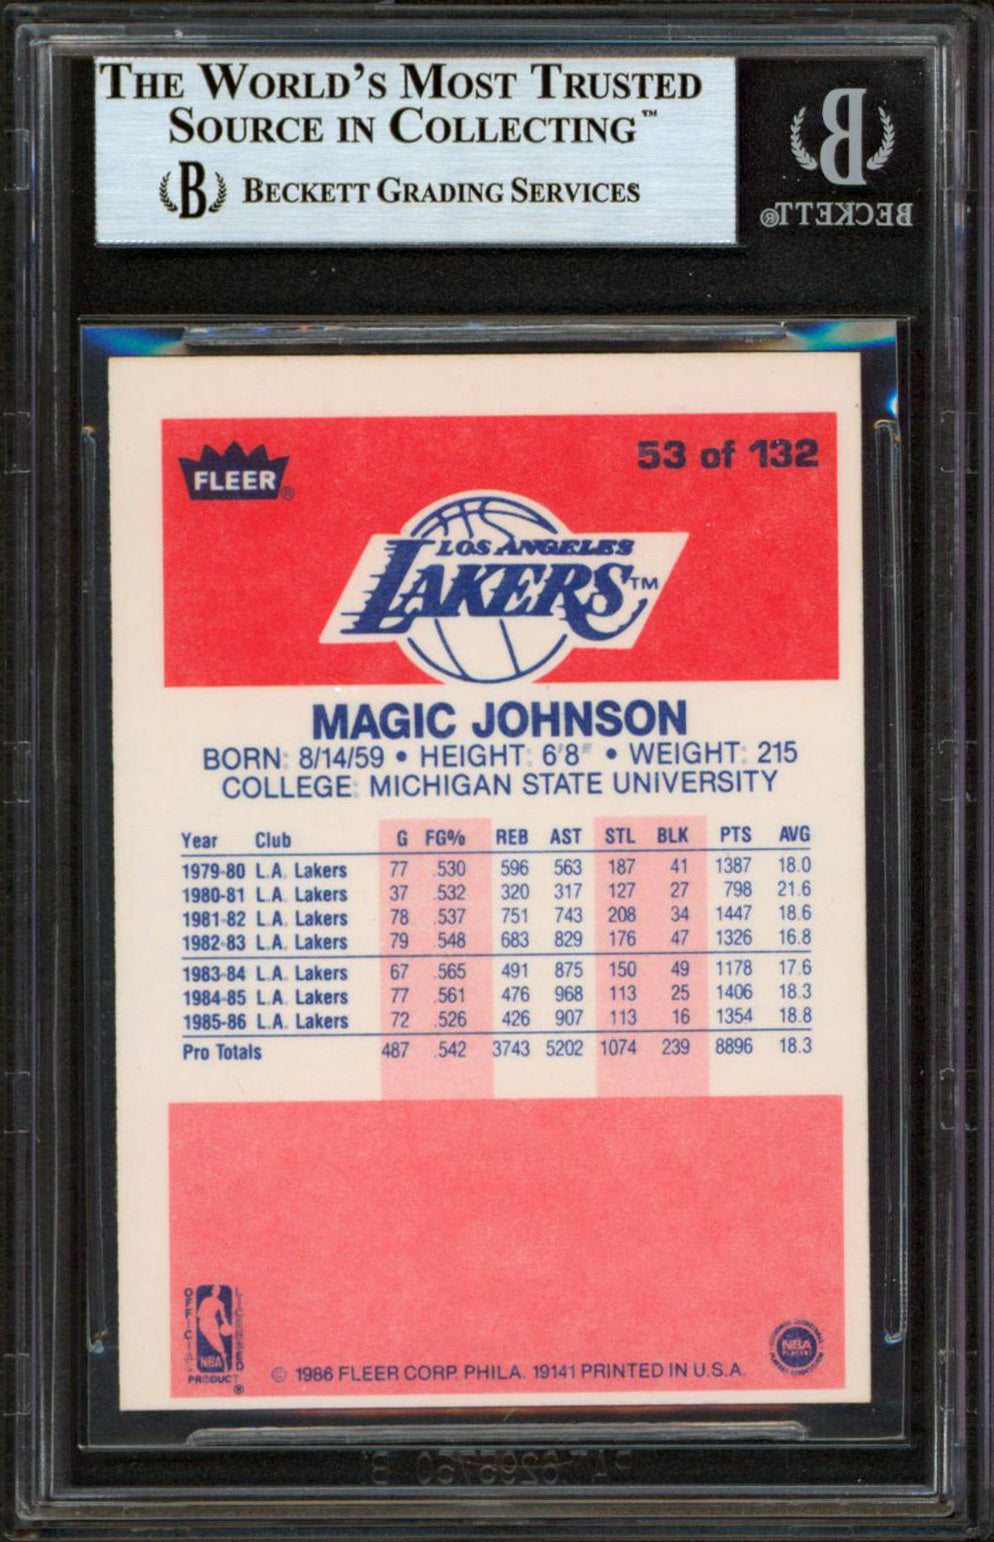 THE WORLD'S MOST TRUSTED
SOURCE IN COLLECTING™
B BECKETT GRADING SERVICES
B
BECKETT®
FLEER®
53 of 132
LOS ANGELES
LAKERS™
MAGIC JOHNSON
BORN: 8/14/59 • HEIGHT: 6'8" • WEIGHT: 215
COLLEGE: MICHIGAN STATE UNIVERSITY
Year Club G FG% REB AST STL BLK PTS AVG
1979-80 L.A. Lakers 77 .530 596 563 187 41 1387 18.0
1980-81 L.A. Lakers 37 .532 320 317 127 27 798 21.6
1981-82 L.A. Lakers 78 .537 751 743 208 34 1447 18.6
1982-83 L.A. Lakers 79 .548 683 829 176 47 1326 16.8
1983-84 L.A. Lakers 67 .565 491 875 150 49 1178 17.6
1984-85 L.A. Lakers 77 .561 476 968 113 25 1406 18.3
1985-86 L.A. Lakers 72 .526 426 907 113 16 1354 18.8
Pro Totals 487 .542 3743 5202 1074 239 8896 18.3
OFFICIAL LICENSED
NBA
PRODUCT®
© 1986 FLEER CORP. PHILA. 19141 PRINTED IN U.S.A.
NBA
PLAYERS